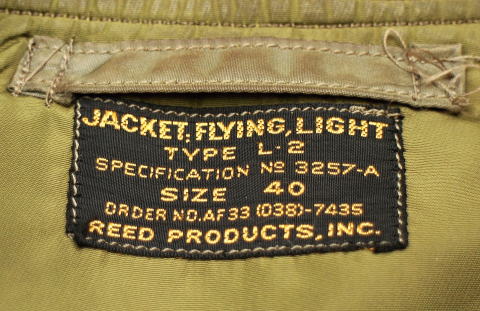 JACKET, FLYING, LIGHT
TYPE L-2
SPECIFICATION Nº 3257-A
SIZE 40
ORDER NO. AF33 (038)-7435
REED PRODUCTS, INC.